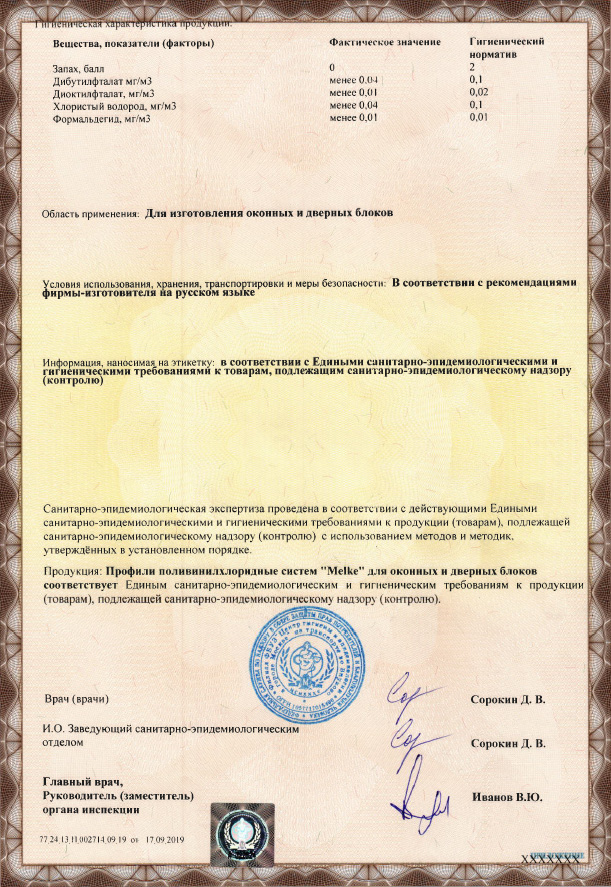 Гигиеническая характеристика продукции:
Вещества, показатели (факторы) Фактическое значение Гигиенический
норматив
Запах, балл 0 2
Дибутилфталат мг/м3 менее 0,04 0,1
Диоктилфталат, мг/м3 менее 0,01 0,02
Хлористый водород, мг/м3 менее 0,04 0,1
Формальдегид, мг/м3 менее 0,01 0,01
Область применения: Для изготовления оконных и дверных блоков
Условия использования, хранения, транспортировки и меры безопасности: В соответствии с рекомендациями
фирмы-изготовителя на русском языке
Информация, наносимая на этикетку: в соответствии с Едиными санитарно-эпидемиологическими и
гигиеническими требованиями к товарам, подлежащим санитарно-эпидемиологическому надзору
(контролю)
Санитарно-эпидемиологическая экспертиза проведена в соответствии с действующими Едиными
санитарно-эпидемиологическими и гигиеническими требованиями к продукции (товарам), подлежащей
санитарно-эпидемиологическому надзору (контролю) с использованием методов и методик,
утверждённых в установленном порядке.
Продукция: Профили поливинилхлоридные систем "Melke" для оконных и дверных блоков
соответствует Единым санитарно-эпидемиологическим и гигиеническим требованиям к продукции
(товарам), подлежащей санитарно-эпидемиологическому надзору (контролю).
Врач (врачи) Сорокин Д. В.
И.О. Заведующий санитарно-эпидемиологическим
отделом Сорокин Д. В.
Главный врач,
Руководитель (заместитель)
органа инспекции Иванов В.Ю.
77.24.13.П.002714.09.19 от 17.09.2019
XXXXXXX